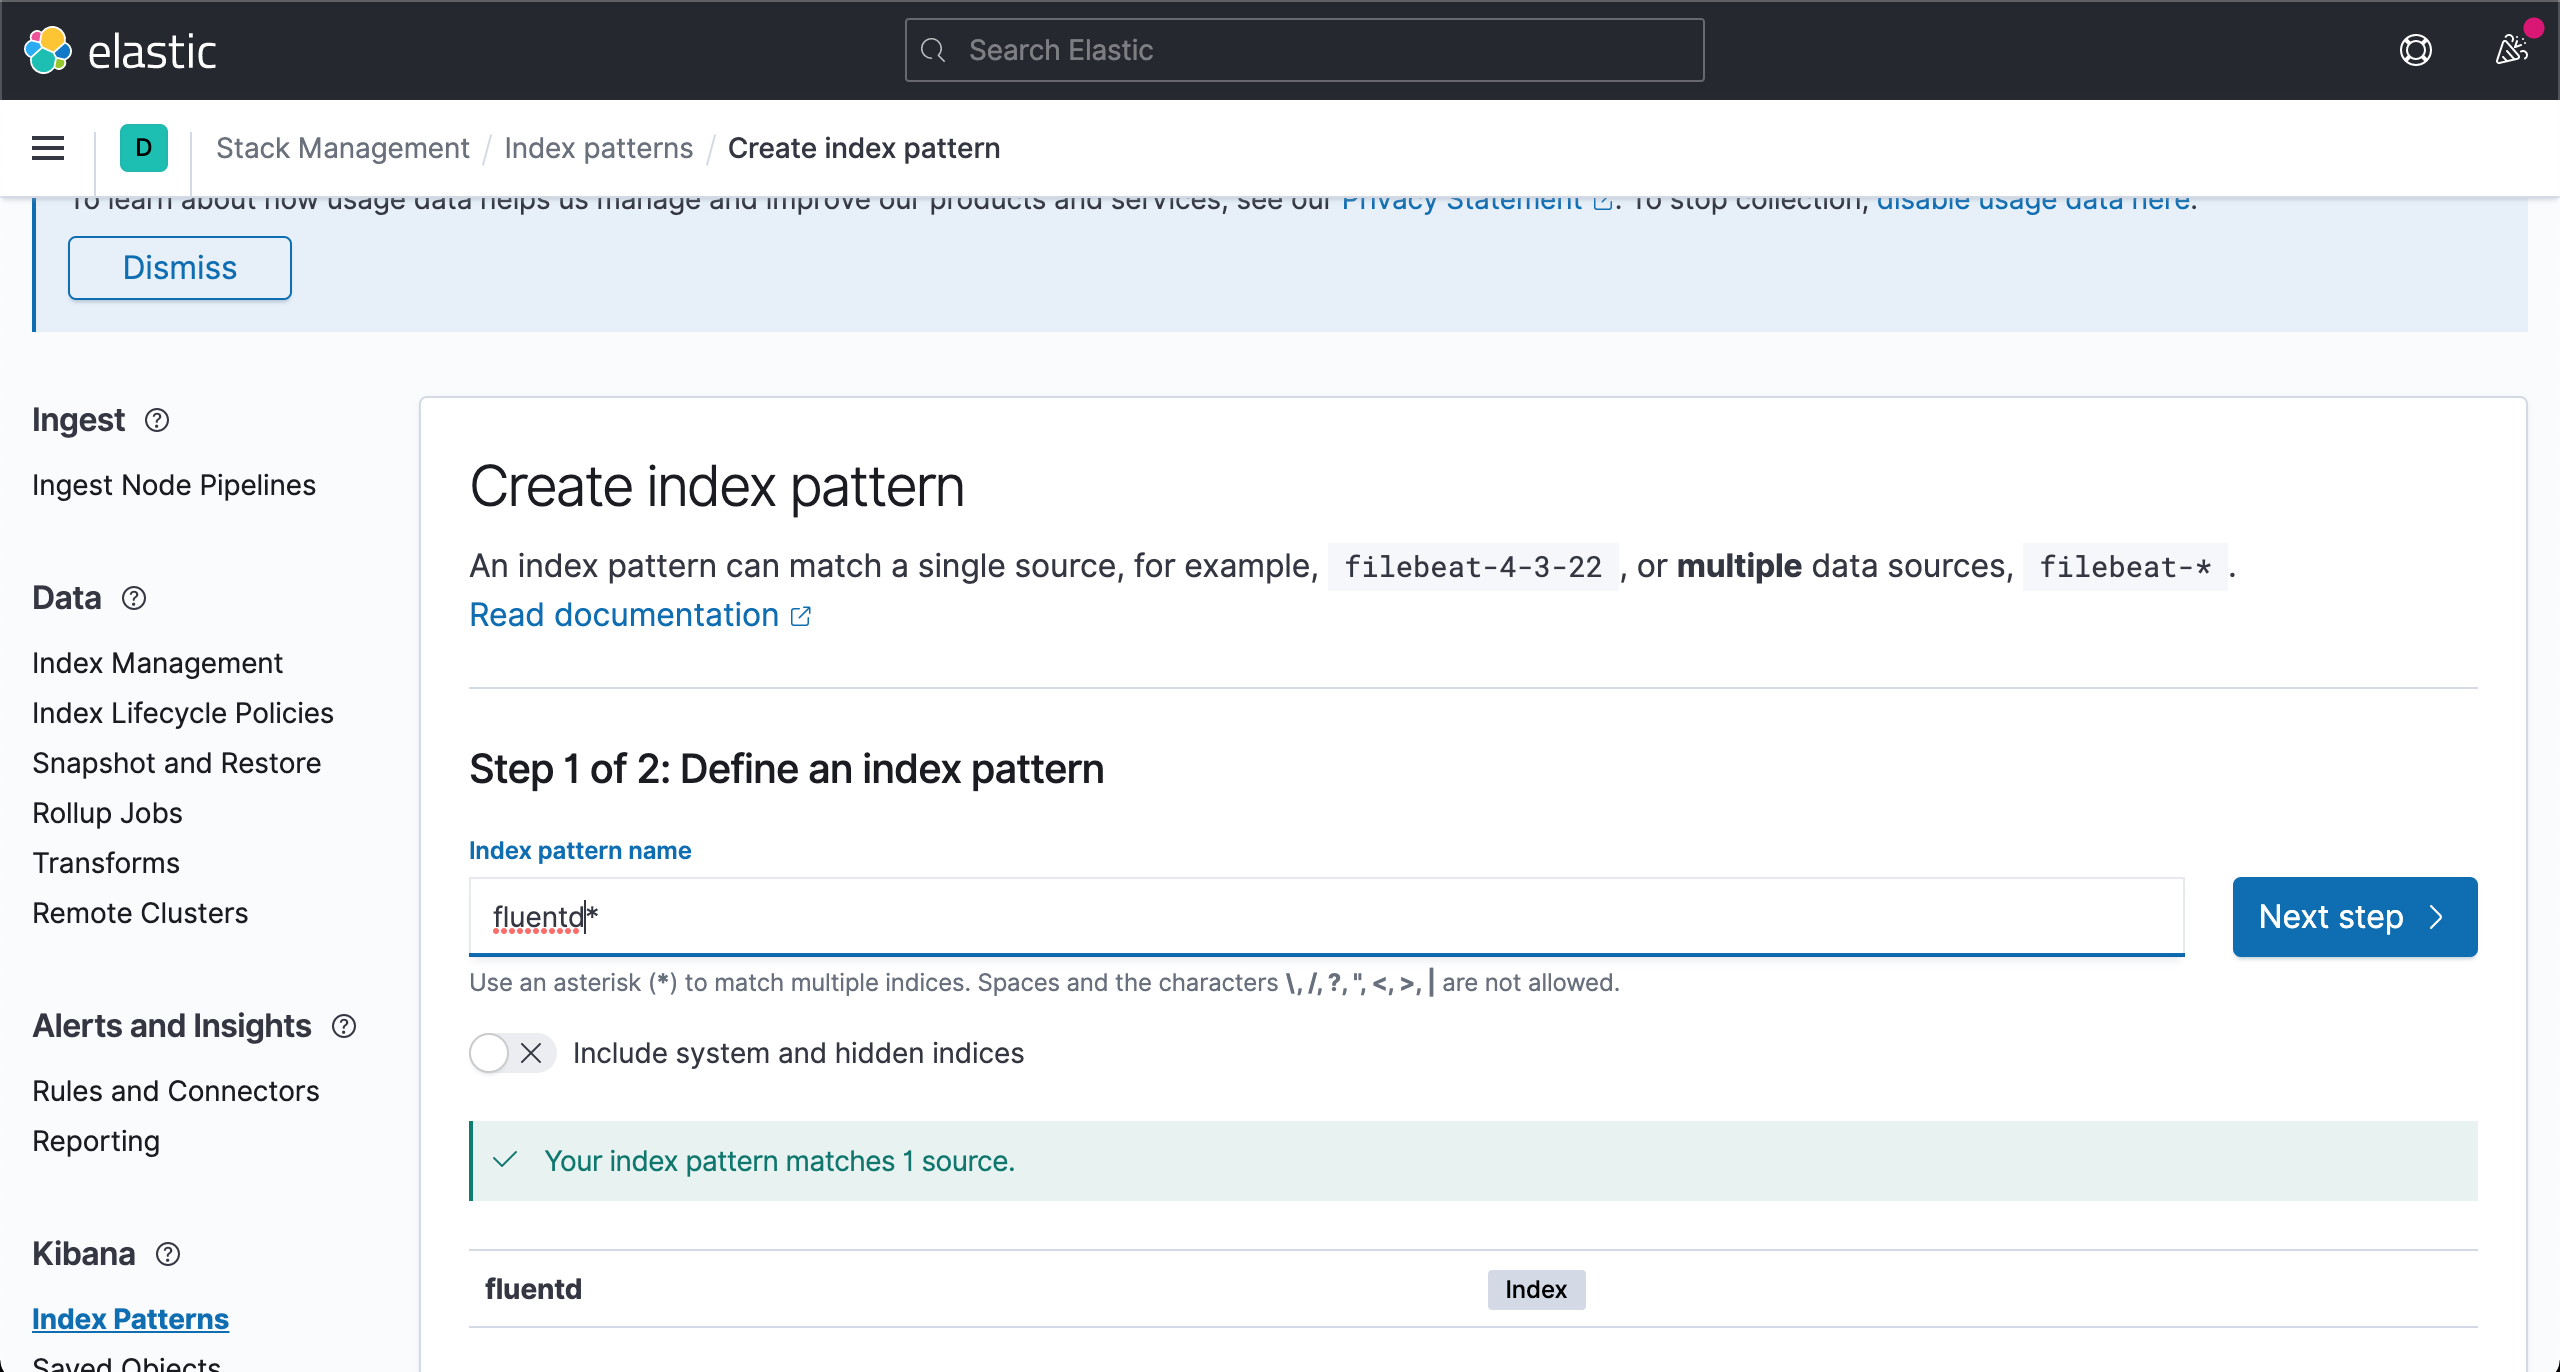 elastic
Search Elastic
D
Stack Management / Index patterns / Create index pattern
To learn about how usage data helps us manage and improve our products and services, see our Privacy Statement. To stop collection, disable usage data here.
Dismiss
Ingest
Ingest Node Pipelines
Data
Index Management
Index Lifecycle Policies
Snapshot and Restore
Rollup Jobs
Transforms
Remote Clusters
Alerts and Insights
Rules and Connectors
Reporting
Kibana
Index Patterns
Saved Objects
Create index pattern
An index pattern can match a single source, for example, filebeat-4-3-22 , or multiple data sources, filebeat-* .
Read documentation
Step 1 of 2: Define an index pattern
Index pattern name
fluentd*
Next step
Use an asterisk (*) to match multiple indices. Spaces and the characters \, /, ?, ", <, >, | are not allowed.
Include system and hidden indices
Your index pattern matches 1 source.
fluentd
Index